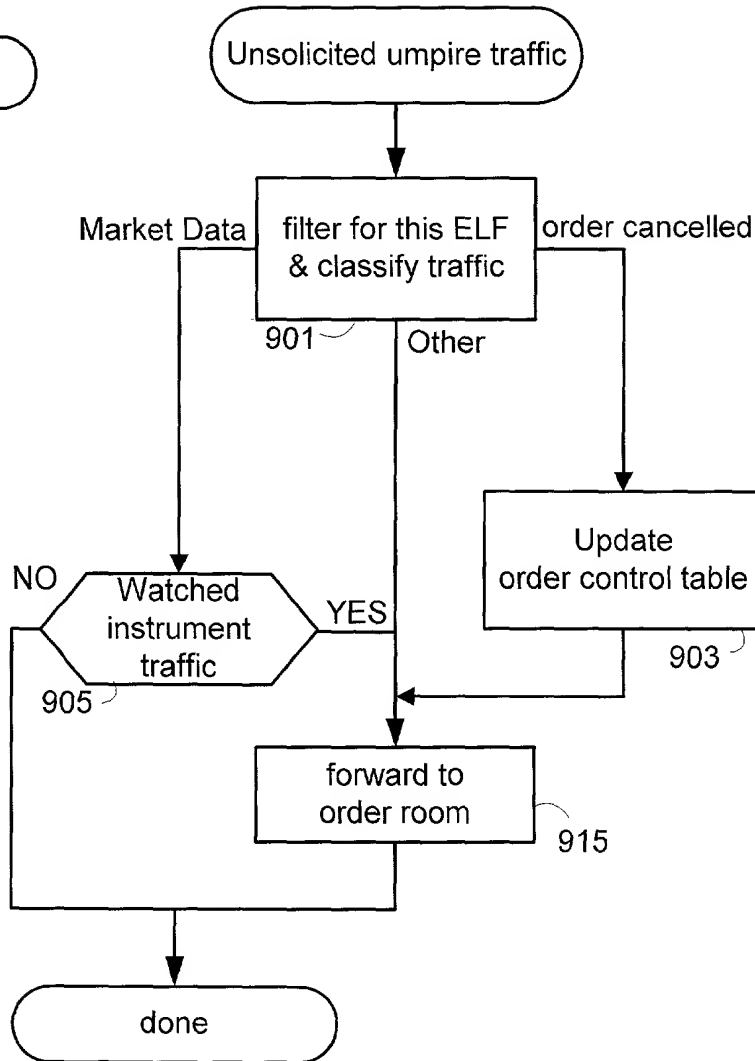 Unsolicited umpire traffic
Market Data
filter for this ELF
& classify traffic
order cancelled
901
Other
NO
Watched
instrument
traffic
YES
905
Update
order control table
903
forward to
order room
915
done